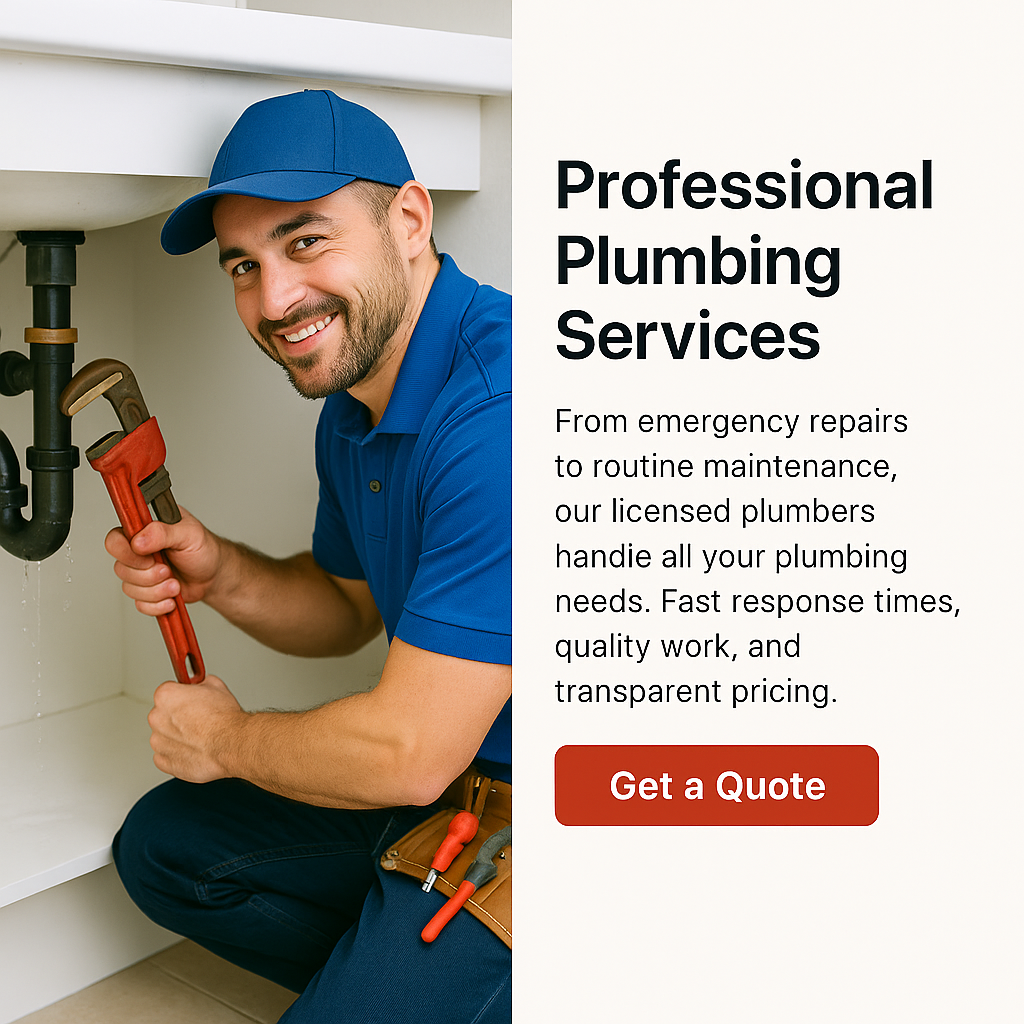 Professional
Plumbing
Services
From emergency repairs
to routine maintenance,
our licensed plumbers
handie all your plumbing
needs. Fast response times,
quality work, and
transparent pricing.
Get a Quote